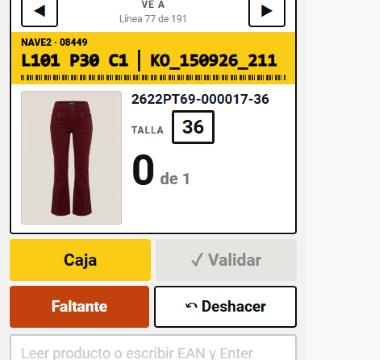 VE A
◀ Línea 77 de 191 ▶
NAVE2 · 08449
L101 P30 C1 | KO_150926_211
2622PT69-000017-36
TALLA 36
0 de 1
Caja ✓ Validar
Faltante ↶ Deshacer
Leer producto o escribir EAN y Enter